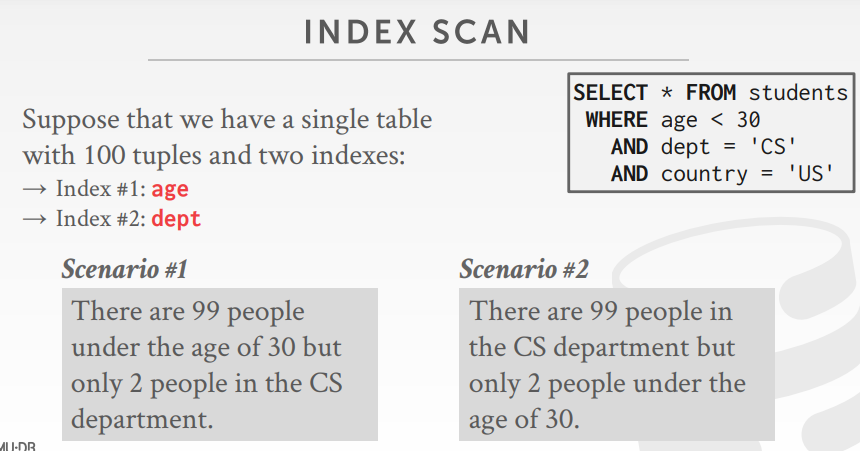 INDEX SCAN
SELECT * FROM students
WHERE age < 30
AND dept = 'CS'
AND country = 'US'
Suppose that we have a single table
with 100 tuples and two indexes:
→ Index #1: age
→ Index #2: dept
Scenario #1
There are 99 people
under the age of 30 but
only 2 people in the CS
department.
Scenario #2
There are 99 people in
the CS department but
only 2 people under the
age of 30.